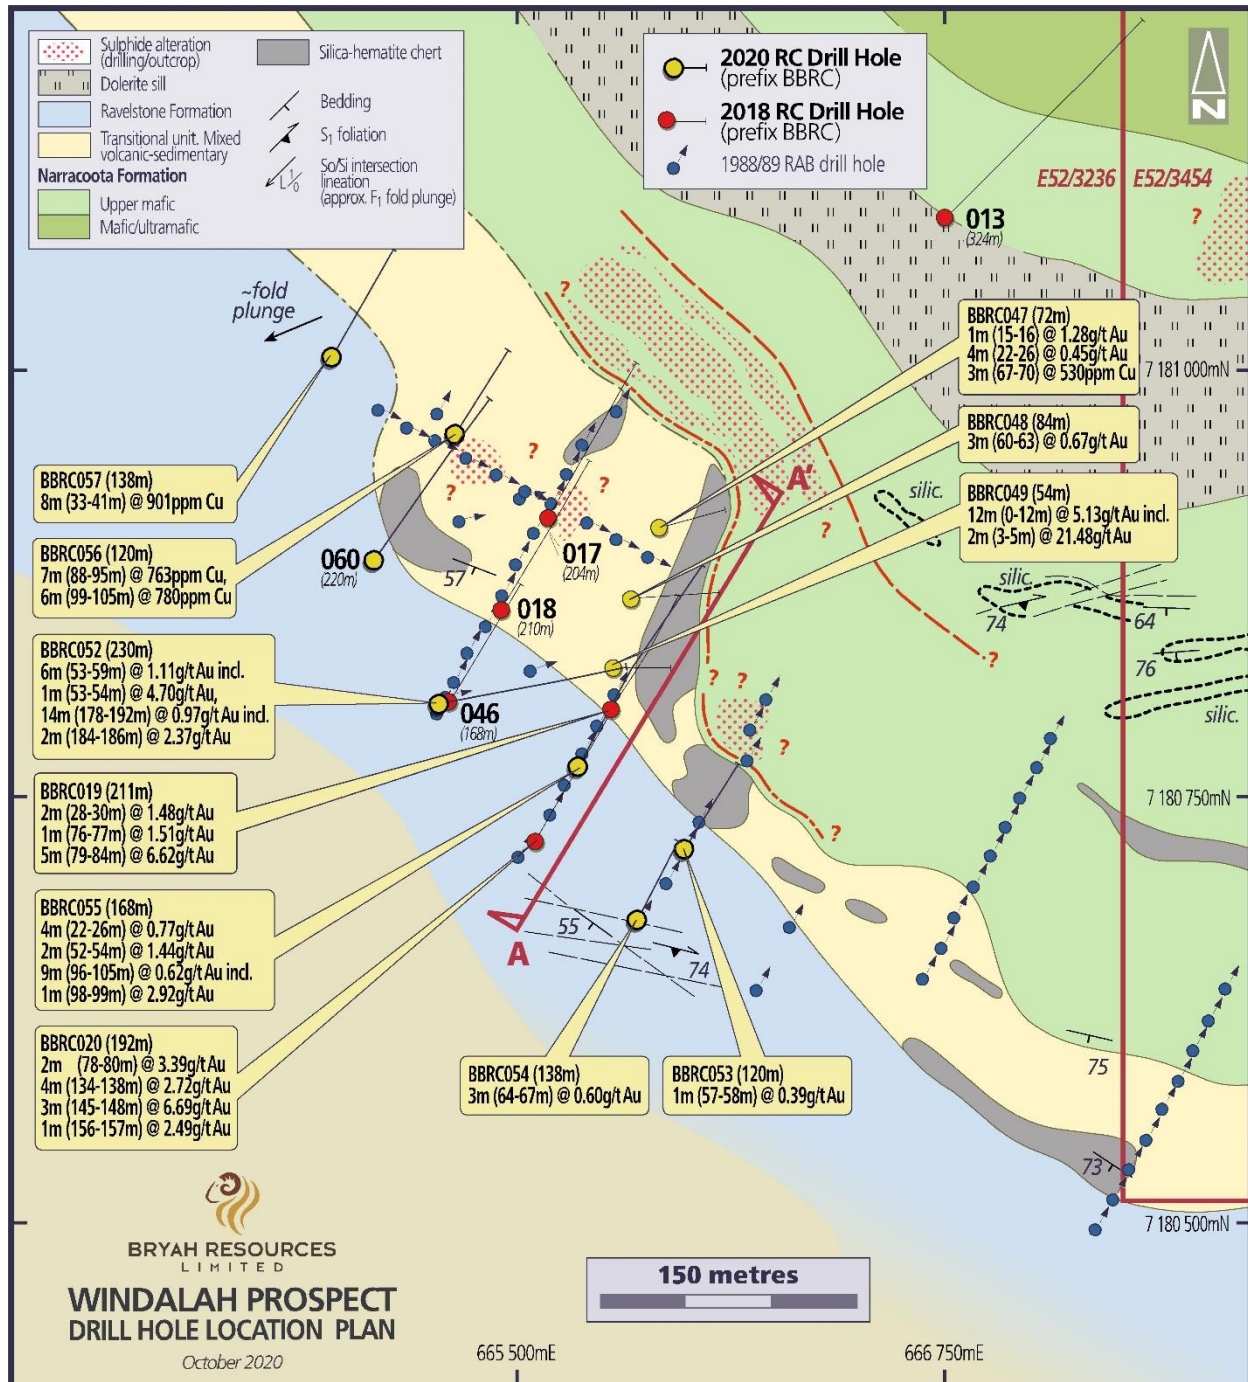 Sulphide alteration
(drilling/outcrop)
Dolerite sill
Ravelstone Formation
Transitional unit. Mixed
volcanic-sedimentary
Narracoota Formation
Upper mafic
Mafic/ultramafic
Silica-hematite chert
Bedding
S1 foliation
So/Si intersection
lineation
(approx. F1 fold plunge)
2020 RC Drill Hole
(prefix BBRC)
2018 RC Drill Hole
(prefix BBRC)
1988/89 RAB drill hole
N
E52/3236
E52/3454
?
013
(324m)
~fold
plunge
?
?
BBRC047 (72m)
1m (15-16) @ 1.28g/t Au
4m (22-26) @ 0.45g/t Au
3m (67-70) @ 530ppm Cu
7 181 000mN
BBRC048 (84m)
3m (60-63) @ 0.67g/t Au
BBRC049 (54m)
12m (0-12m) @ 5.13g/t Au incl.
2m (3-5m) @ 21.48g/t Au
BBRC057 (138m)
8m (33-41m) @ 901ppm Cu
?
?
?
A'
?
silic.
BBRC056 (120m)
7m (88-95m) @ 763ppm Cu,
6m (99-105m) @ 780ppm Cu
060
(220m)
57
017
(204m)
018
(210m)
silic.
74
64
76
silic.
?
BBRC052 (230m)
6m (53-59m) @ 1.11g/t Au incl.
1m (53-54m) @ 4.70g/t Au,
14m (178-192m) @ 0.97g/t Au incl.
2m (184-186m) @ 2.37g/t Au
046
(168m)
?
?
?
?
?
BBRC019 (211m)
2m (28-30m) @ 1.48g/t Au
1m (76-77m) @ 1.51g/t Au
5m (79-84m) @ 6.62g/t Au
7 180 750mN
BBRC055 (168m)
4m (22-26m) @ 0.77g/t Au
2m (52-54m) @ 1.44g/t Au
9m (96-105m) @ 0.62g/t Au incl.
1m (98-99m) @ 2.92g/t Au
A
55
74
BBRC020 (192m)
2m (78-80m) @ 3.39g/t Au
4m (134-138m) @ 2.72g/t Au
3m (145-148m) @ 6.69g/t Au
1m (156-157m) @ 2.49g/t Au
BBRC054 (138m)
3m (64-67m) @ 0.60g/t Au
BBRC053 (120m)
1m (57-58m) @ 0.39g/t Au
75
73
7 180 500mN
BRYAH RESOURCES
LIMITED
WINDALAH PROSPECT
DRILL HOLE LOCATION PLAN
October 2020
150 metres
665 500mE
666 750mE